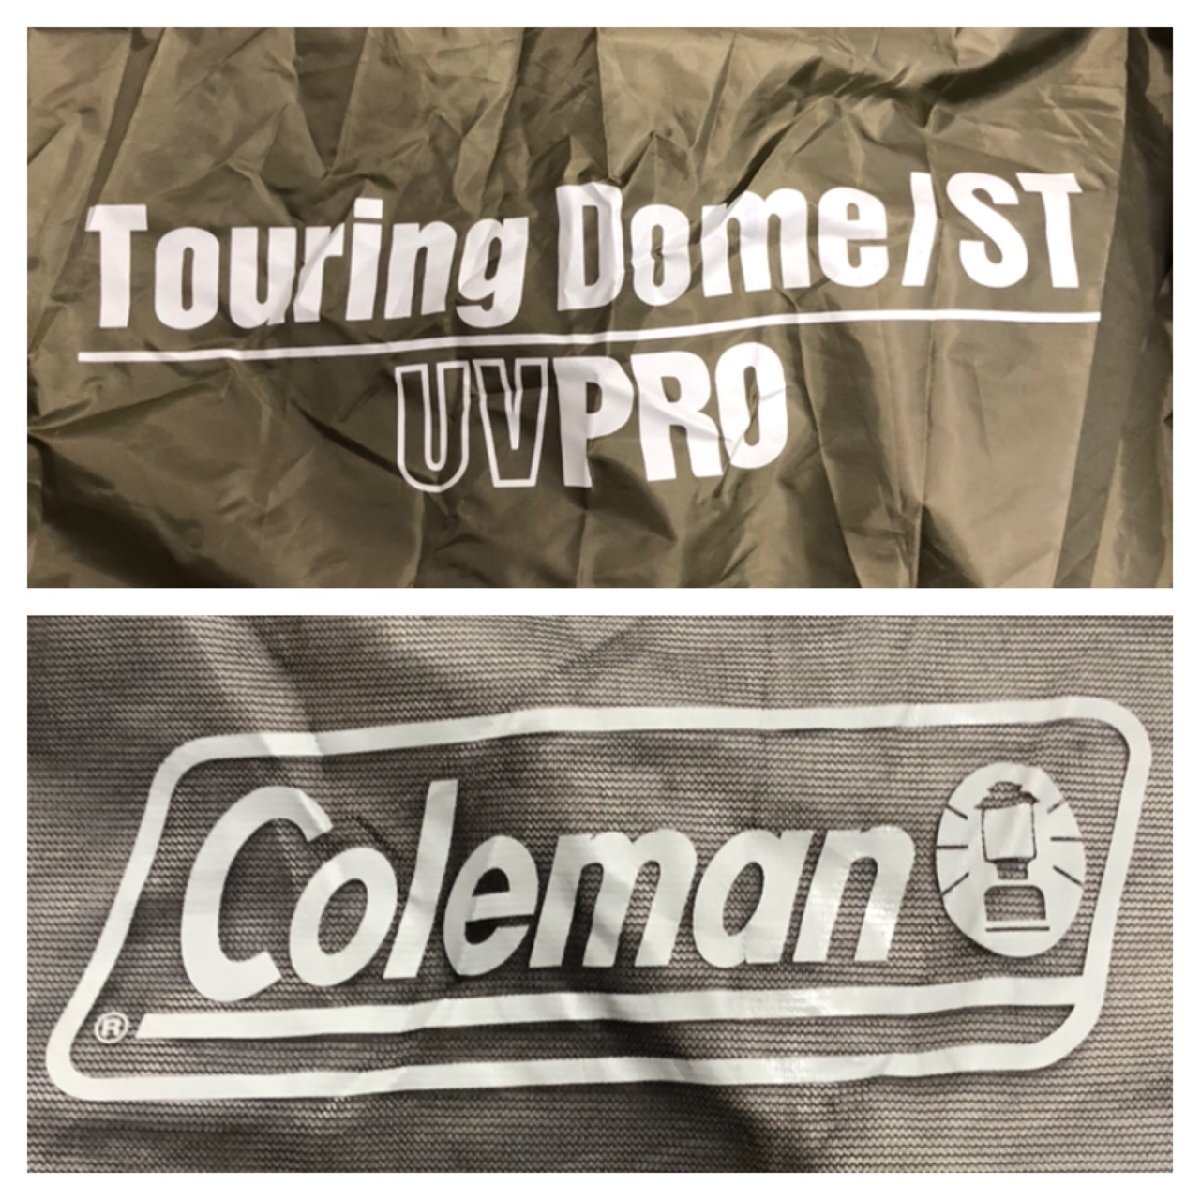 Touring Dome/ST
UVPRO
Coleman
®